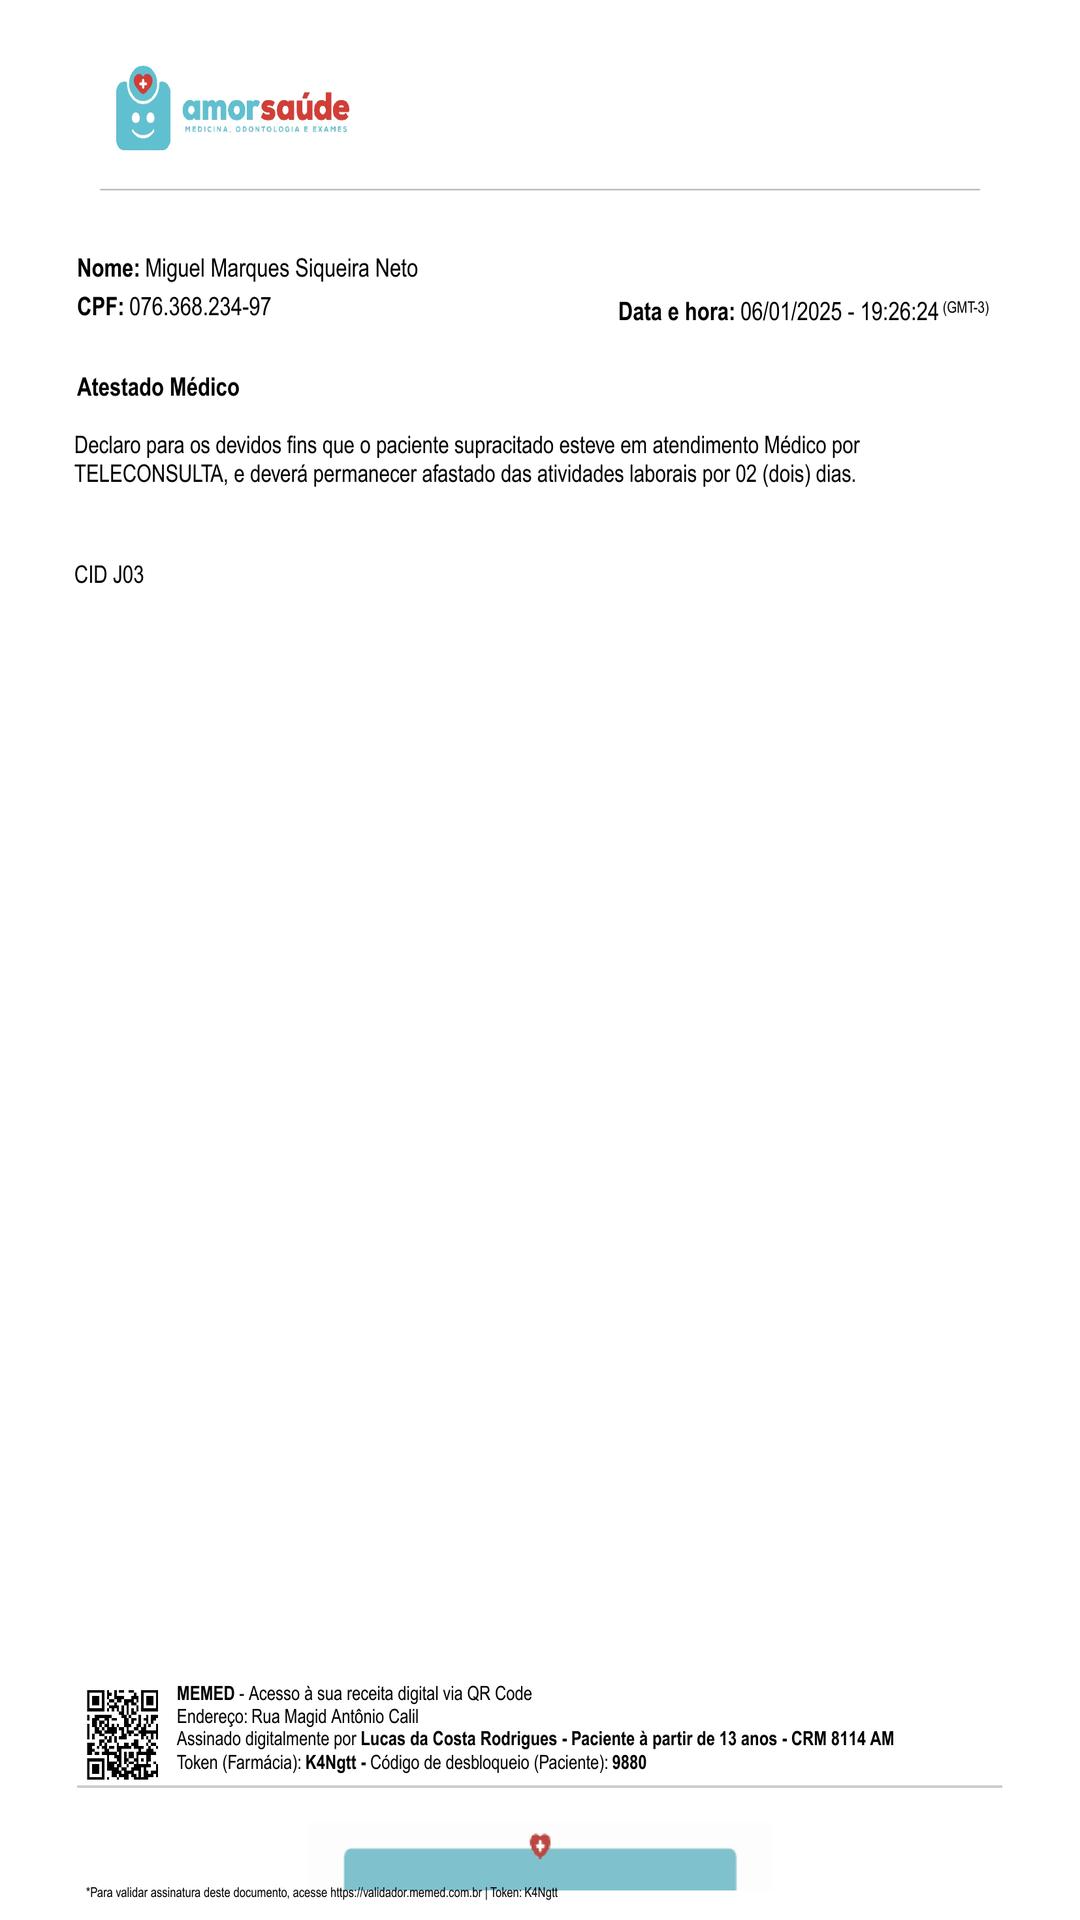 amorsaúde
MEDICINA, ODONTOLOGIA E EXAMES
Nome: Miguel Marques Siqueira Neto
CPF: 076.368.234-97
Data e hora: 06/01/2025 - 19:26:24 (GMT-3)
Atestado Médico
Declaro para os devidos fins que o paciente supracitado esteve em atendimento Médico por
TELECONSULTA, e deverá permanecer afastado das atividades laborais por 02 (dois) dias.
CID J03
MEMED - Acesso à sua receita digital via QR Code
Endereço: Rua Magid Antônio Calil
Assinado digitalmente por Lucas da Costa Rodrigues - Paciente à partir de 13 anos - CRM 8114 AM
Token (Farmácia): K4Ngtt - Código de desbloqueio (Paciente): 9880
*Para validar assinatura deste documento, acesse https://validador.memed.com.br | Token: K4Ngtt